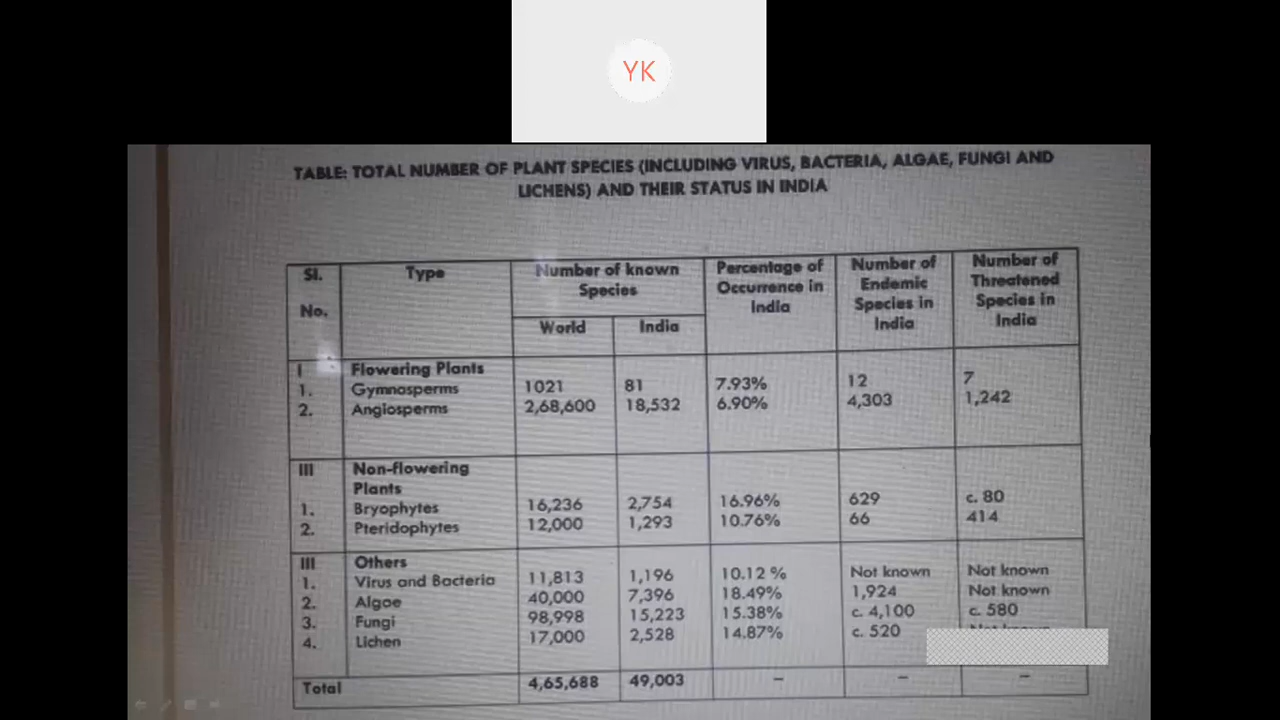 YK
TABLE: TOTAL NUMBER OF PLANT SPECIES (INCLUDING VIRUS, BACTERIA, ALGAE, FUNGI AND
LICHENS) AND THEIR STATUS IN INDIA
Sl. No. Type Number of known Species Percentage of Occurrence in India Number of Endemic Species in India Number of Threatened Species in India
World India
I Flowering Plants
1. Gymnosperms 1021 81 7.93% 12 7
2. Angiosperms 2,68,600 18,532 6.90% 4,303 1,242
III Non-flowering Plants
1. Bryophytes 16,236 2,754 16.96% 629 c. 80
2. Pteridophytes 12,000 1,293 10.76% 66 414
III Others
1. Virus and Bacteria 11,813 1,196 10.12 % Not known Not known
2. Algae 40,000 7,396 18.49% 1,924 Not known
3. Fungi 98,998 15,223 15.38% c. 4,100 c. 580
4. Lichen 17,000 2,528 14.87% c. 520
Total 4,65,688 49,003 – – –